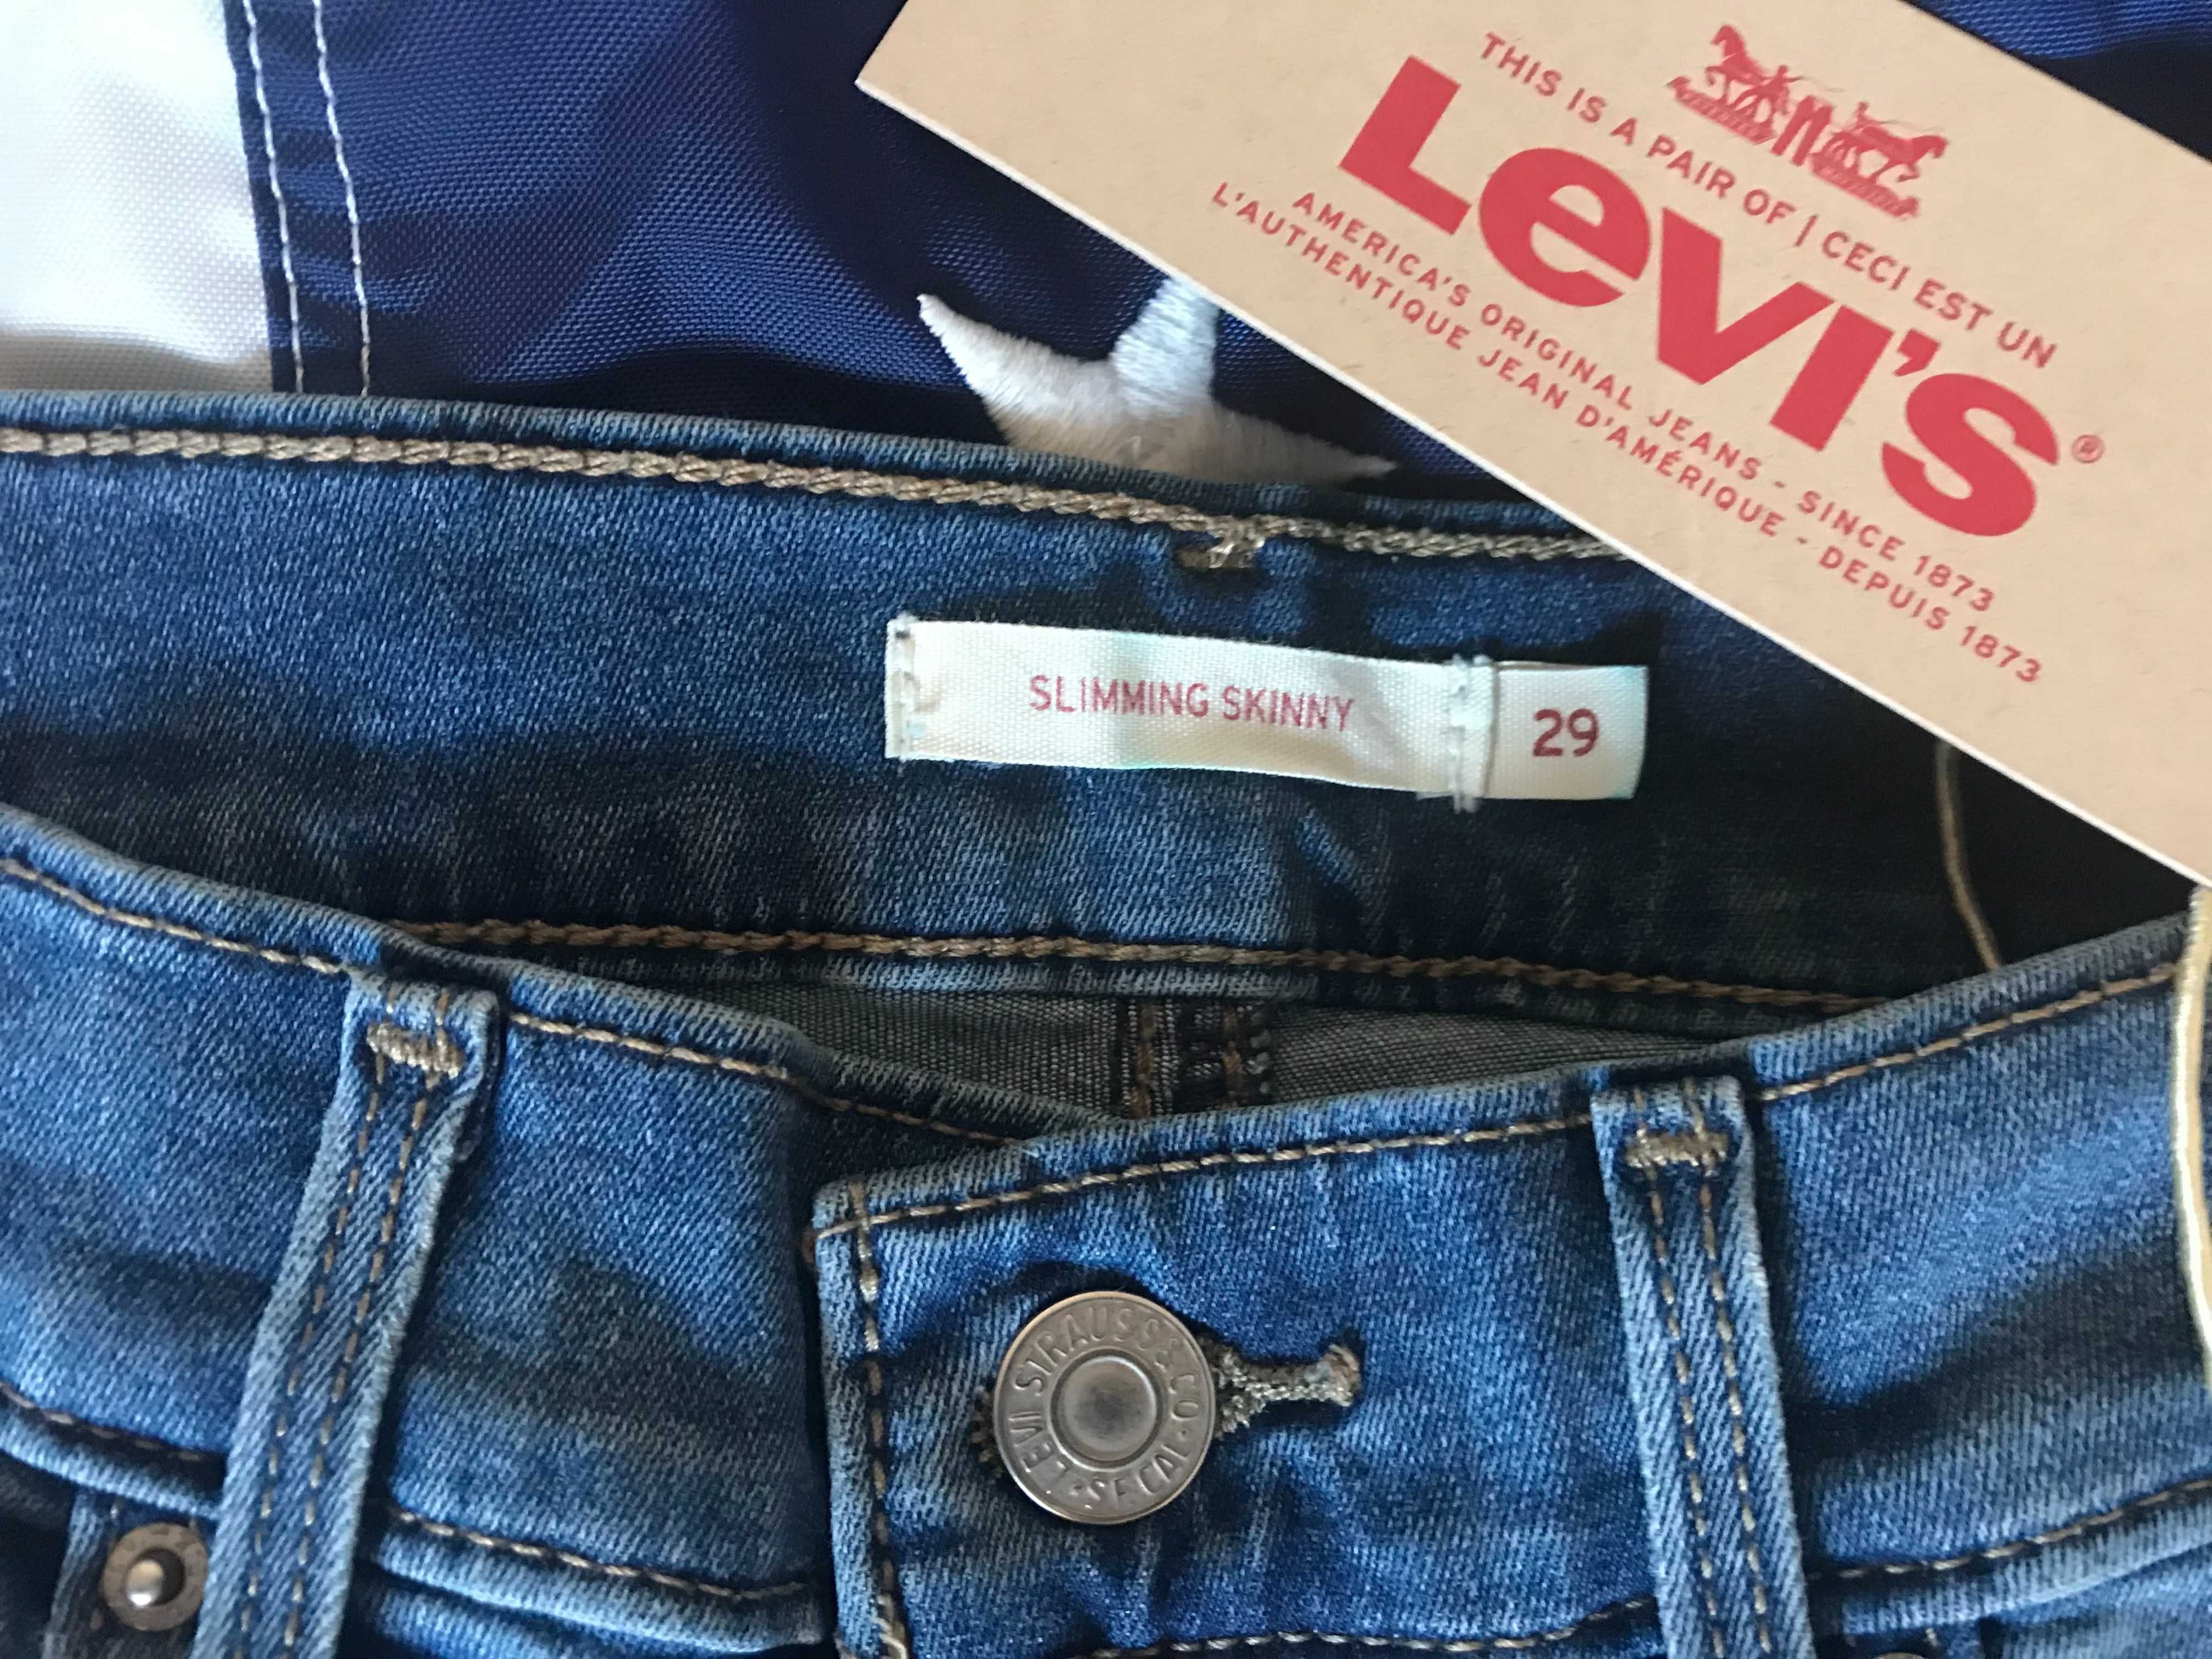 THIS IS A PAIR OF | CECI EST UN
Levi's®
AMERICA'S ORIGINAL JEANS - SINCE 1873
L'AUTHENTIQUE JEAN D'AMÉRIQUE - DEPUIS 1873
SLIMMING SKINNY
29
LEVI STRAUSS & CO · S.F. CAL ·